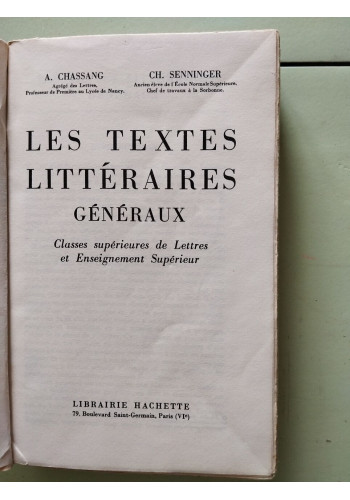 A. CHASSANG CH. SENNINGER
Agrégé des Lettres, Ancien élève de l'École Normale Supérieure,
Professeur de Première au Lycée de Nancy. Chef de travaux à la Sorbonne.
LES TEXTES
LITTÉRAIRES
GÉNÉRAUX
Classes supérieures de Lettres
et Enseignement Supérieur
LIBRAIRIE HACHETTE
79, Boulevard Saint-Germain, Paris (VIe)